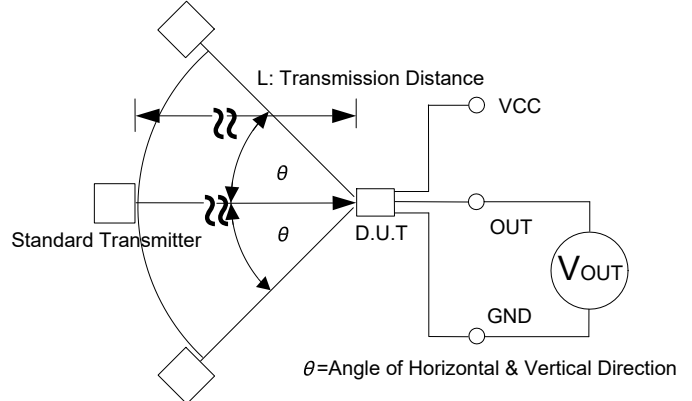 L: Transmission Distance
VCC
θ
Standard Transmitter
D.U.T
OUT
θ
VOUT
GND
θ=Angle of Horizontal & Vertical Direction